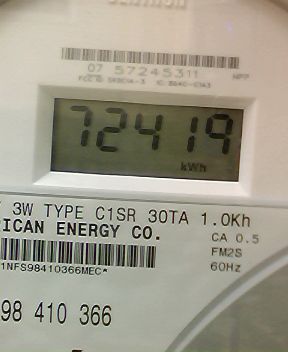 07 57245311 NPP
72419
kWh
3W TYPE C1SR 30TA 1.0Kh
ICAN ENERGY CO.
CA 0.5
FM2S
60Hz
1NFS98410366MEC*
98 410 366